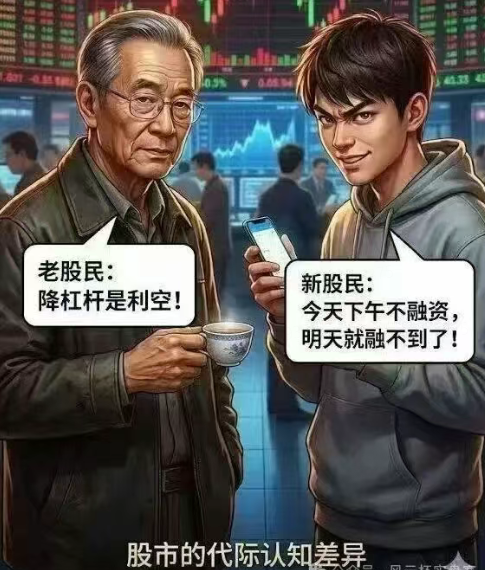 老股民：
降杠杆是利空！
新股民：
今天下午不融资，
明天就融不到了！
股市的代际认知差异